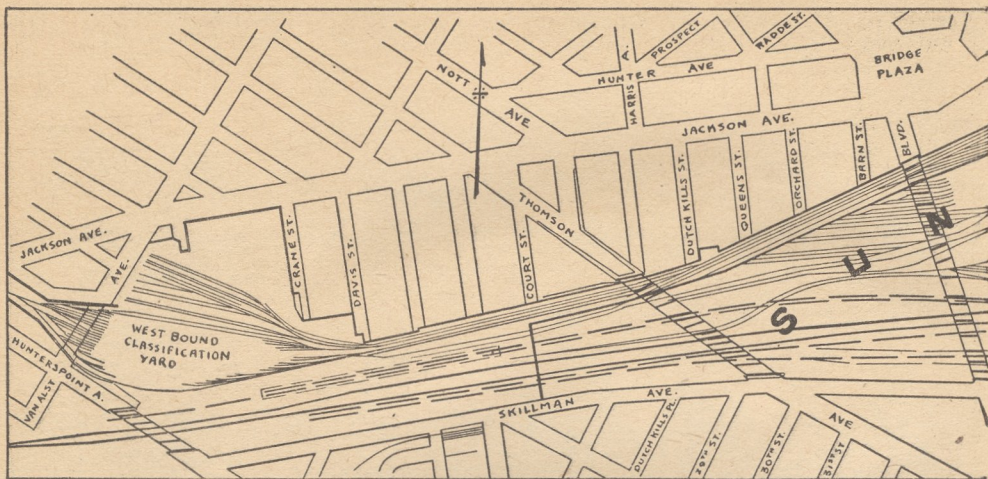 NOTT AVE
HUNTER AVE
HARRIS A.
PROSPECT
RADDE ST.
BRIDGE
PLAZA
JACKSON AVE.
JACKSON AVE.
AVE.
CRANE ST.
DAVIS ST.
COURT ST.
THOMSON
DUTCH KILLS ST.
QUEENS ST.
ORCHARD ST.
BARN ST.
BLVD.
SUN
WEST BOUND
CLASSIFICATION
YARD
HUNTERSPOINT A.
VAN ALST
SKILLMAN AVE.
AVE
DUTCH KILLS PL.
29TH ST.
30TH ST.
31ST ST